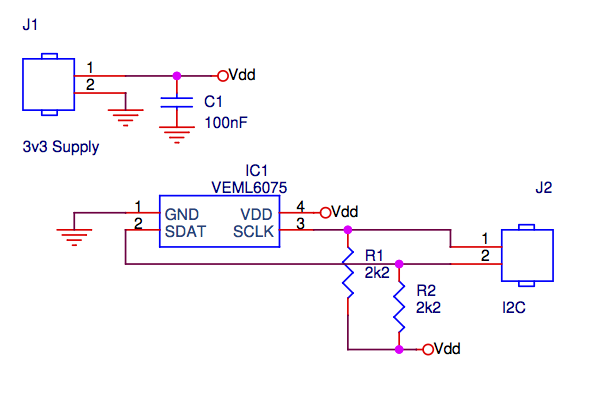 J1
1
2
Vdd
C1
100nF
3v3 Supply
IC1
VEML6075
J2
1 GND VDD 4 Vdd
2 SDAT SCLK 3
1
2
R1
2k2
R2
2k2
I2C
Vdd